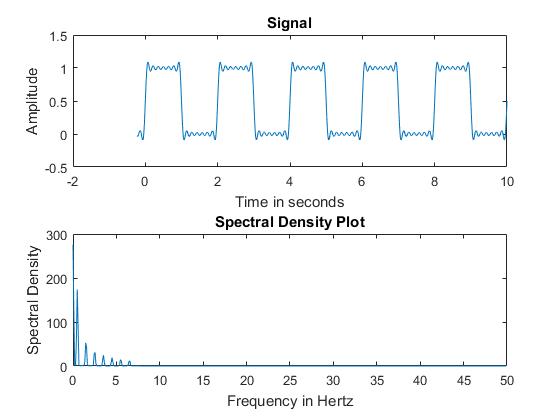 Signal
1.5
1
0.5
0
-0.5
Amplitude
-2 0 2 4 6 8 10
Time in seconds
Spectral Density Plot
300
200
100
0
Spectral Density
0 5 10 15 20 25 30 35 40 45 50
Frequency in Hertz